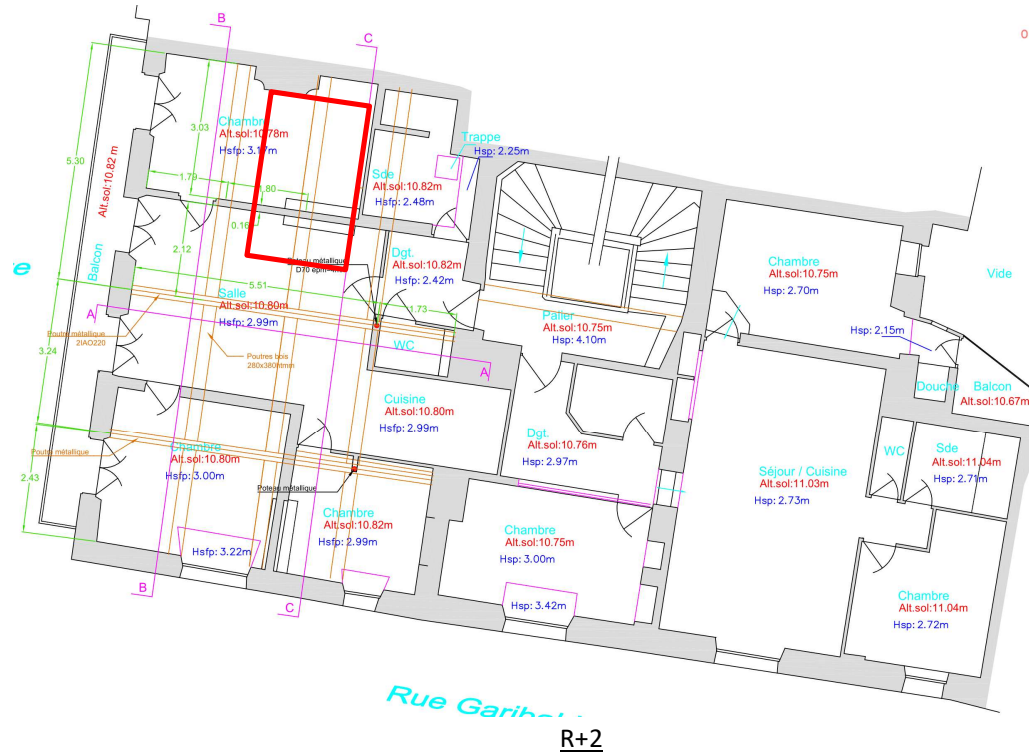 B
C
0
Chambre
Alt.sol:10.78m
Hsfp: 3.17m
3.03
5.30
Alt.sol:10.82 m
1.79
1.80
0.16
2.12
Trappe
Hsp: 2.25m
Sde
Alt.sol:10.82m
Hsfp: 2.48m
Dgt.
Alt.sol:10.82m
Hsfp: 2.42m
Poteau métallique
Balcon
e
5.51
1.73
Salle
Alt.sol:10.80m
Hsfp: 2.99m
A
Poutre métallique
2IAO220
Poutres bois
280x380htmm
WC
A
3.24
Palier
Alt.sol:10.75m
Hsp: 4.10m
Chambre
Alt.sol:10.75m
Hsp: 2.70m
Vide
Hsp: 2.15m
Douche
Balcon
Alt.sol:10.67m
Cuisine
Alt.sol:10.80m
Hsfp: 2.99m
Dgt.
Alt.sol:10.76m
Hsp: 2.97m
Chambre
Alt.sol:10.80m
Hsfp: 3.00m
Poutre métallique
2.43
Poteau métallique
Séjour / Cuisine
Alt.sol:11.03m
Hsp: 2.73m
WC
Sde
Alt.sol:11.04m
Hsp: 2.71m
Chambre
Alt.sol:10.82m
Hsfp: 2.99m
Chambre
Alt.sol:10.75m
Hsp: 3.00m
Hsfp: 3.22m
Hsp: 3.42m
Chambre
Alt.sol:11.04m
Hsp: 2.72m
B
C
Rue
R+2